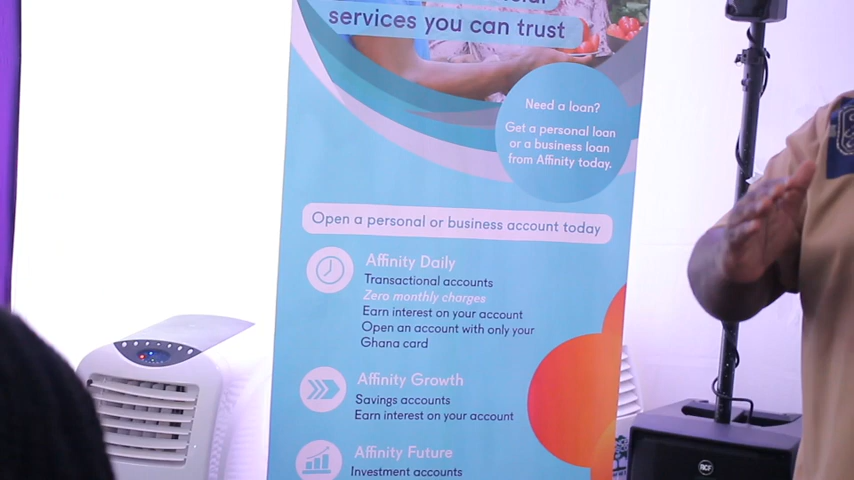 services you can trust
Need a loan?
Get a personal loan
or a business loan
from Affinity today.
Open a personal or business account today
Affinity Daily
Transactional accounts
Zero monthly charges
Earn interest on your account
Open an account with only your
Ghana card
Affinity Growth
Savings accounts
Earn interest on your account
Affinity Future
Investment accounts
RCF